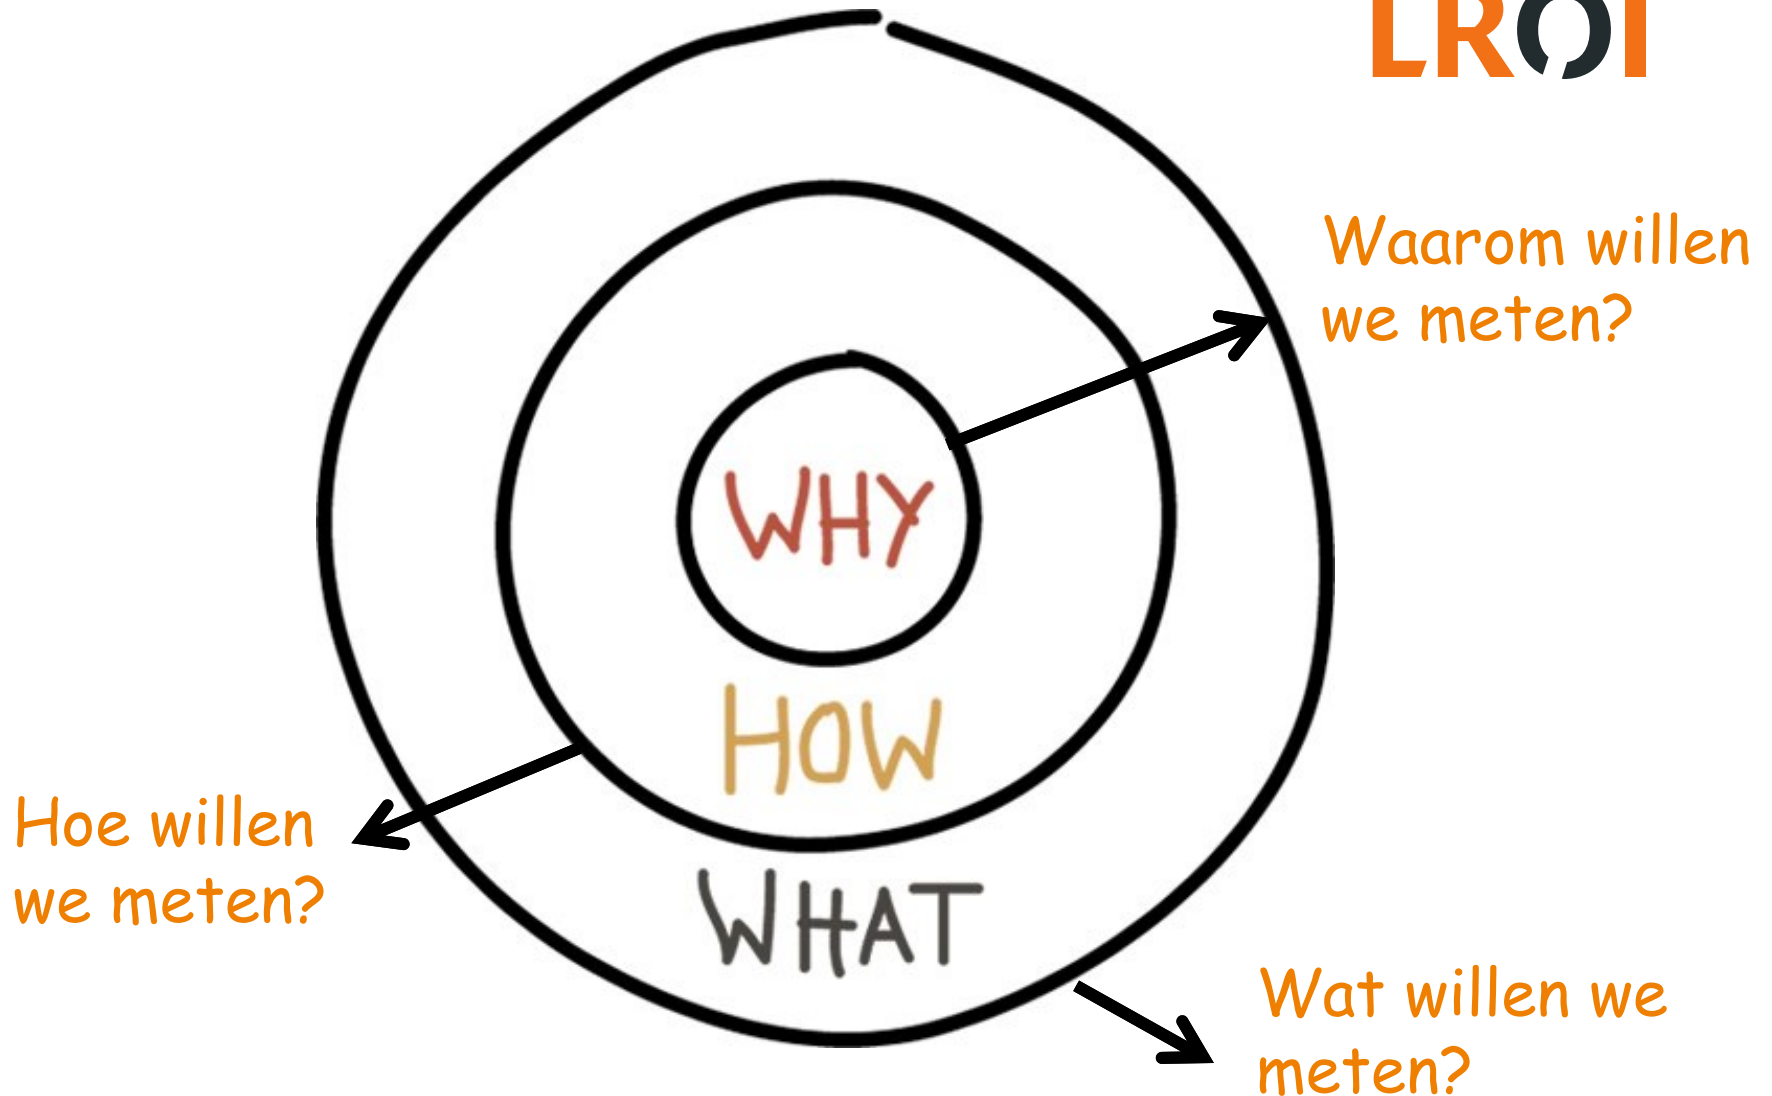 LROI
Waarom willen
we meten?
WHY
HOW
Hoe willen
we meten?
WHAT
Wat willen we
meten?